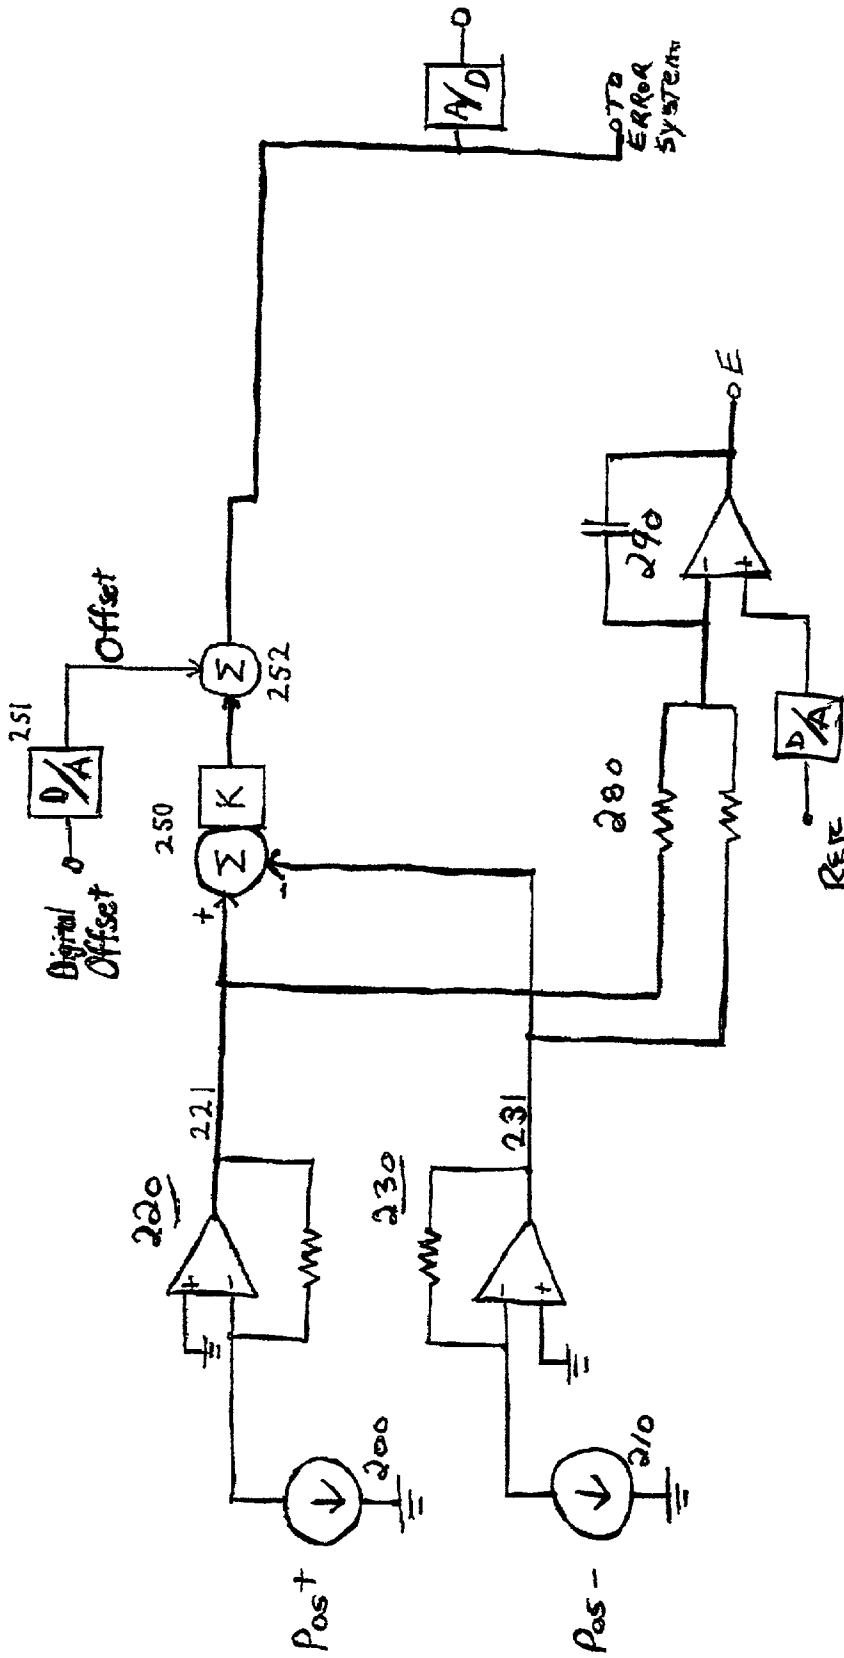 Pos+
200
220
+
-
221
Digital
Offset
D/A
251
Offset
250
+
-
Σ
K
Σ
252
A/D
TO
ERROR
SYSTEM
Pos-
210
230
-
+
231
280
290
-
+
E
D/A